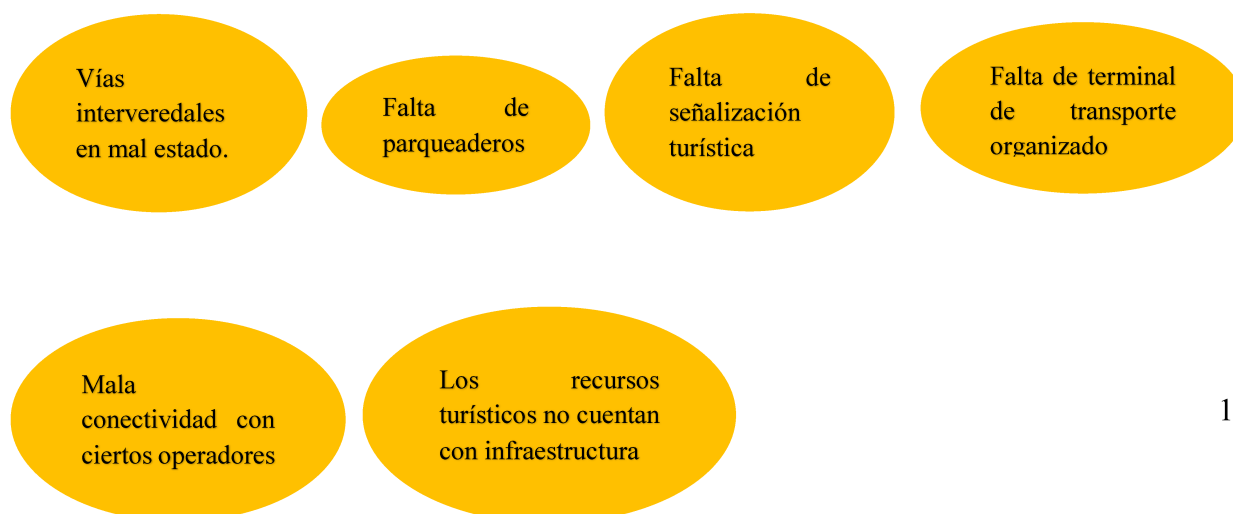 Vías
interveredales
en mal estado.
Falta de
parqueaderos
Falta de
señalización
turística
Falta de terminal
de transporte
organizado
Mala
conectividad con
ciertos operadores
Los recursos
turísticos no cuentan
con infraestructura
1